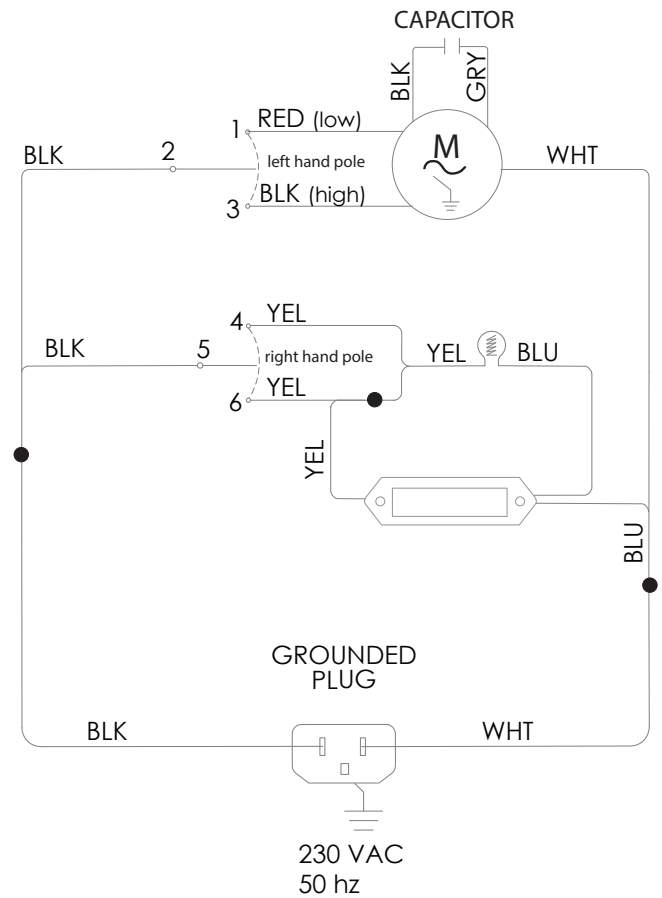 CAPACITOR
BLK
GRY
1
RED (low)
BLK
2
left hand pole
M
WHT
3
BLK (high)
4
YEL
BLK
5
right hand pole
YEL
BLU
6
YEL
YEL
BLU
GROUNDED
PLUG
BLK
WHT
230 VAC
50 hz